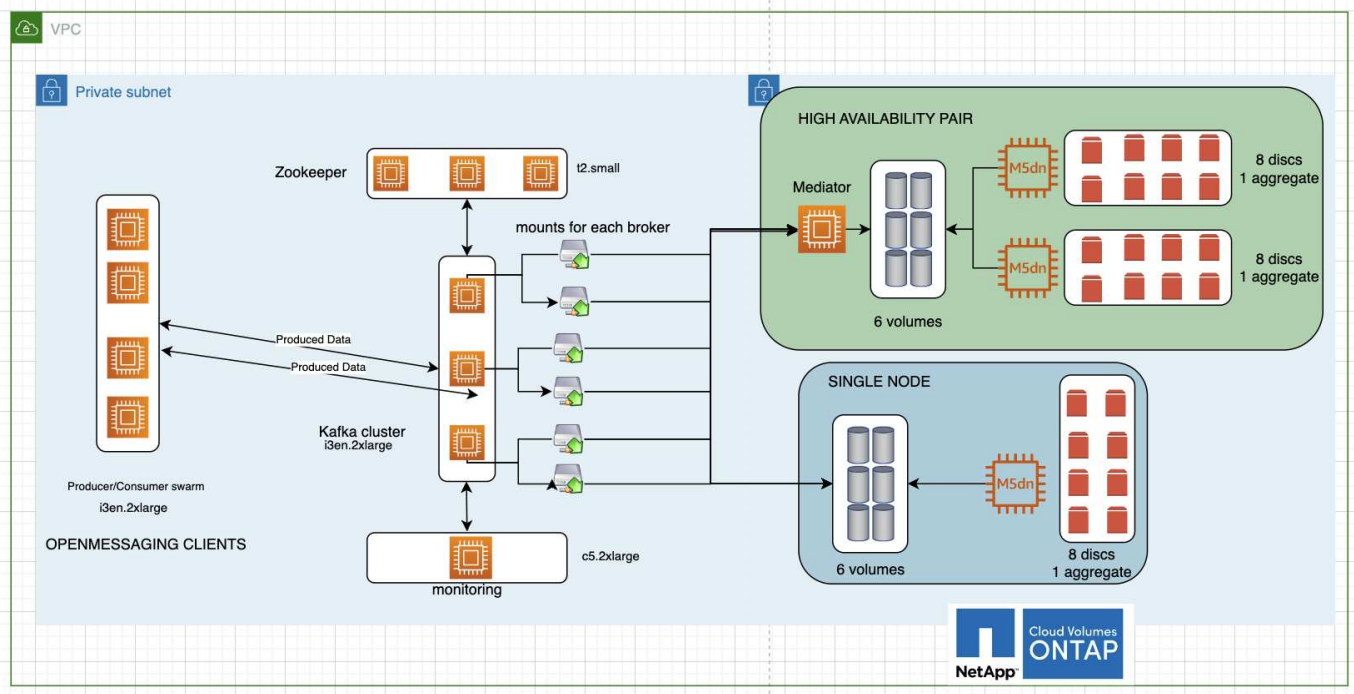 VPC
Private subnet
HIGH AVAILABILITY PAIR
Zookeeper
t2.small
Mediator
M5dn
8 discs
1 aggregate
mounts for each broker
M5dn
8 discs
1 aggregate
6 volumes
Produced Data
Produced Data
SINGLE NODE
Kafka cluster
i3en.2xlarge
Producer/Consumer swarm
i3en.2xlarge
M5dn
OPENMESSAGING CLIENTS
c5.2xlarge
monitoring
6 volumes
8 discs
1 aggregate
NetApp™
Cloud Volumes
ONTAP